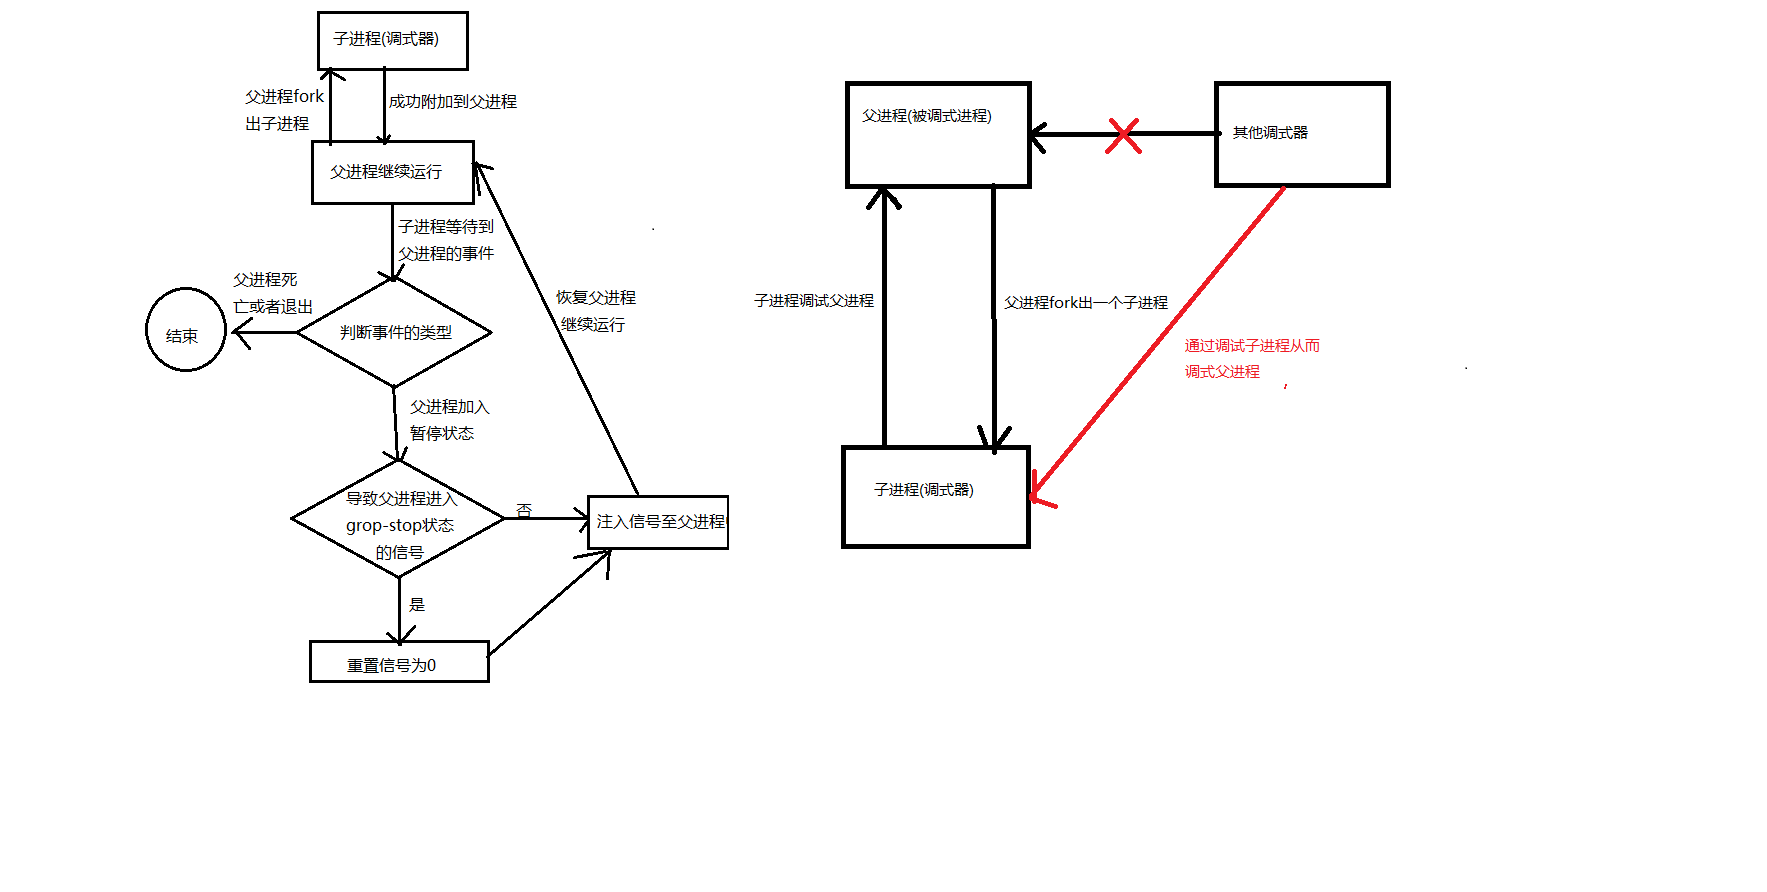 子进程(调式器)
父进程fork
出子进程
成功附加到父进程
父进程继续运行
子进程等待到
父进程的事件
父进程死
亡或者退出
结束
判断事件的类型
恢复父进程
继续运行
父进程加入
暂停状态
导致父进程进入
grop-stop状态
的信号
否
注入信号至父进程
是
重置信号为0
父进程(被调式进程)
其他调式器
子进程调试父进程
父进程fork出一个子进程
通过调试子进程从而
调式父进程
子进程(调式器)